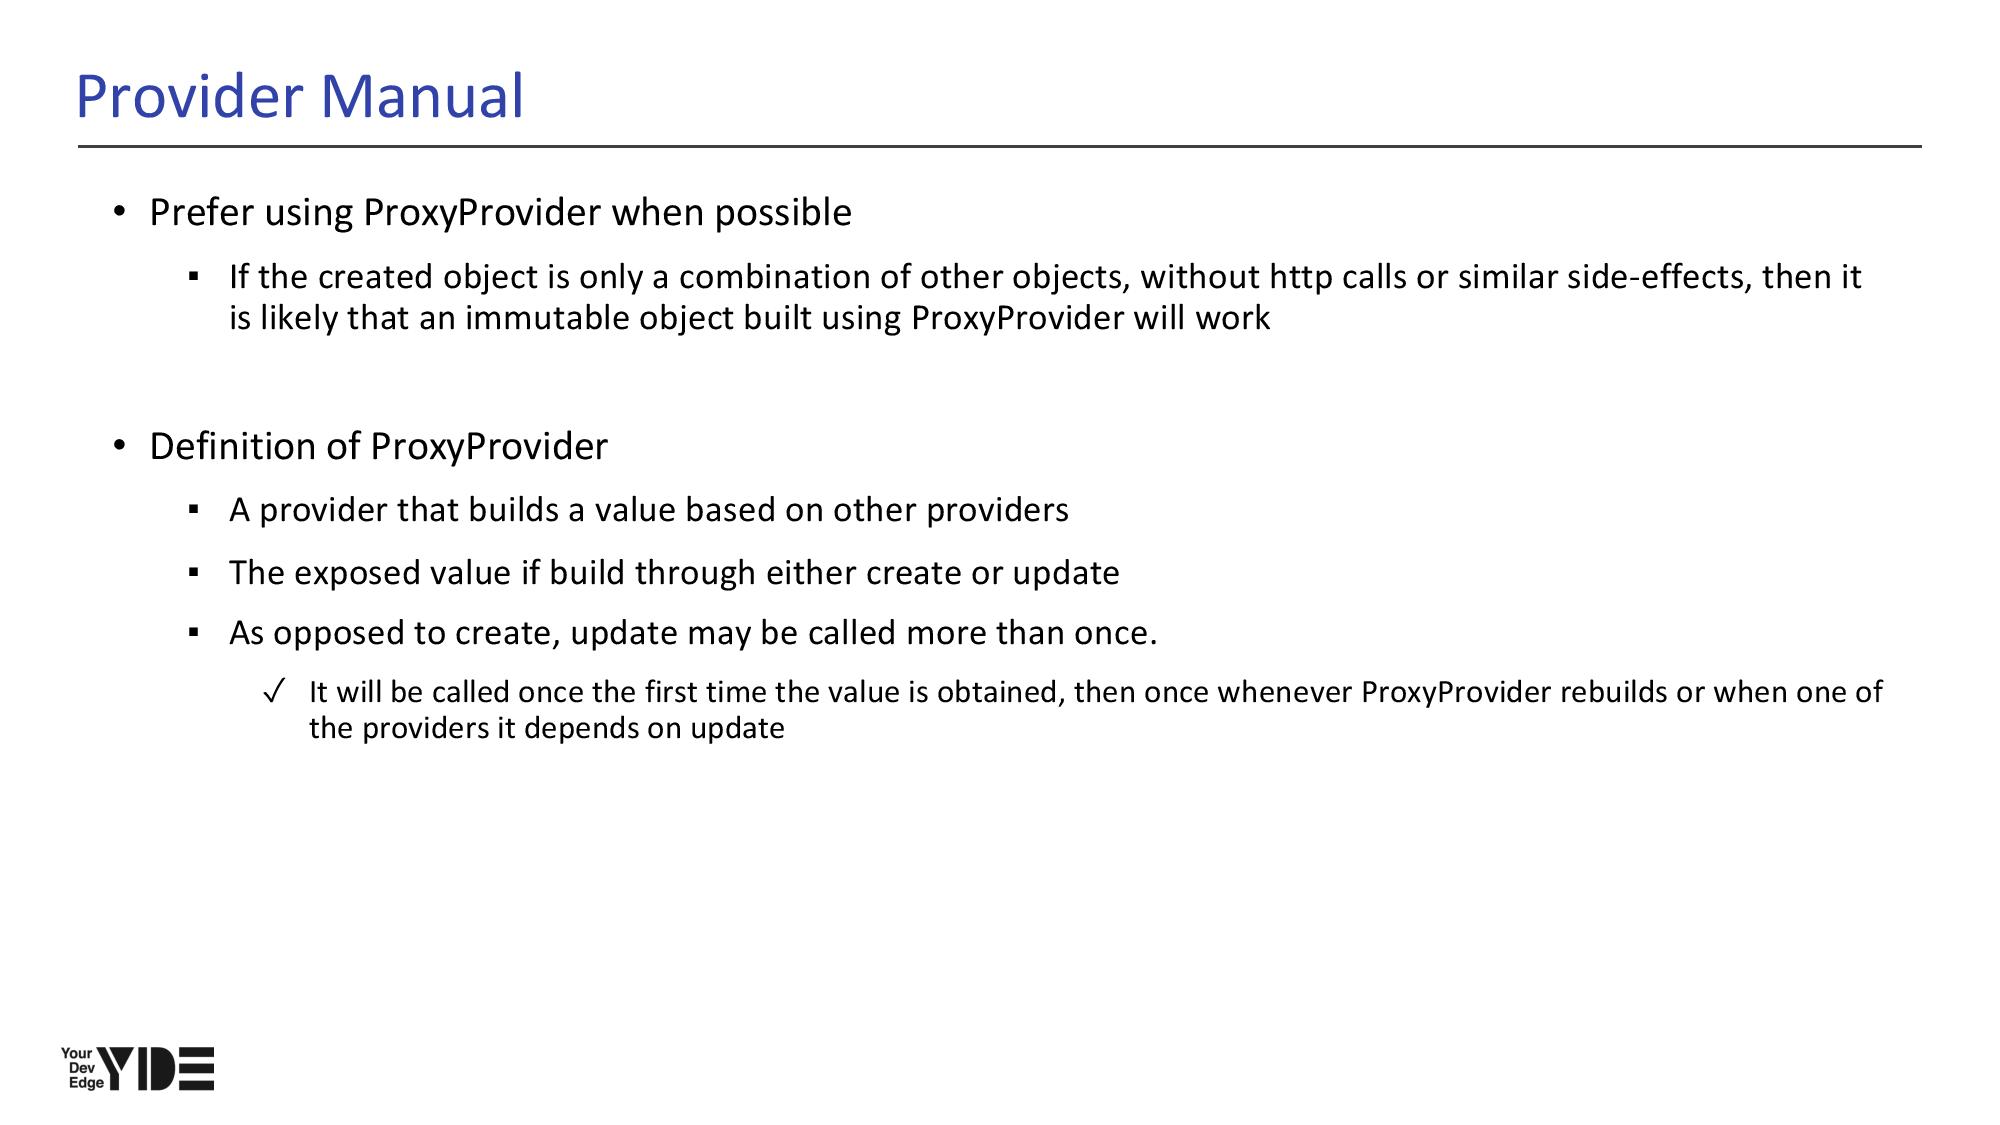 Provider Manual
• Prefer using ProxyProvider when possible
▪ If the created object is only a combination of other objects, without http calls or similar side-effects, then it
is likely that an immutable object built using ProxyProvider will work
• Definition of ProxyProvider
▪ A provider that builds a value based on other providers
▪ The exposed value if build through either create or update
▪ As opposed to create, update may be called more than once.
✓ It will be called once the first time the value is obtained, then once whenever ProxyProvider rebuilds or when one of
the providers it depends on update
Your
Dev
Edge
YDE